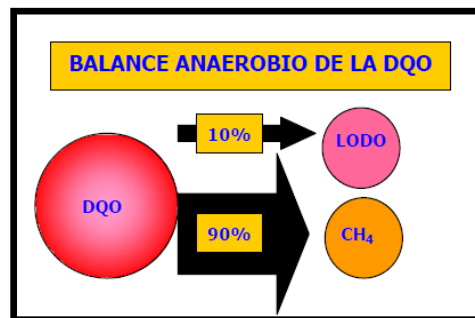 BALANCE ANAEROBIO DE LA DQO
10%
LODO
DQO
90%
CH₄